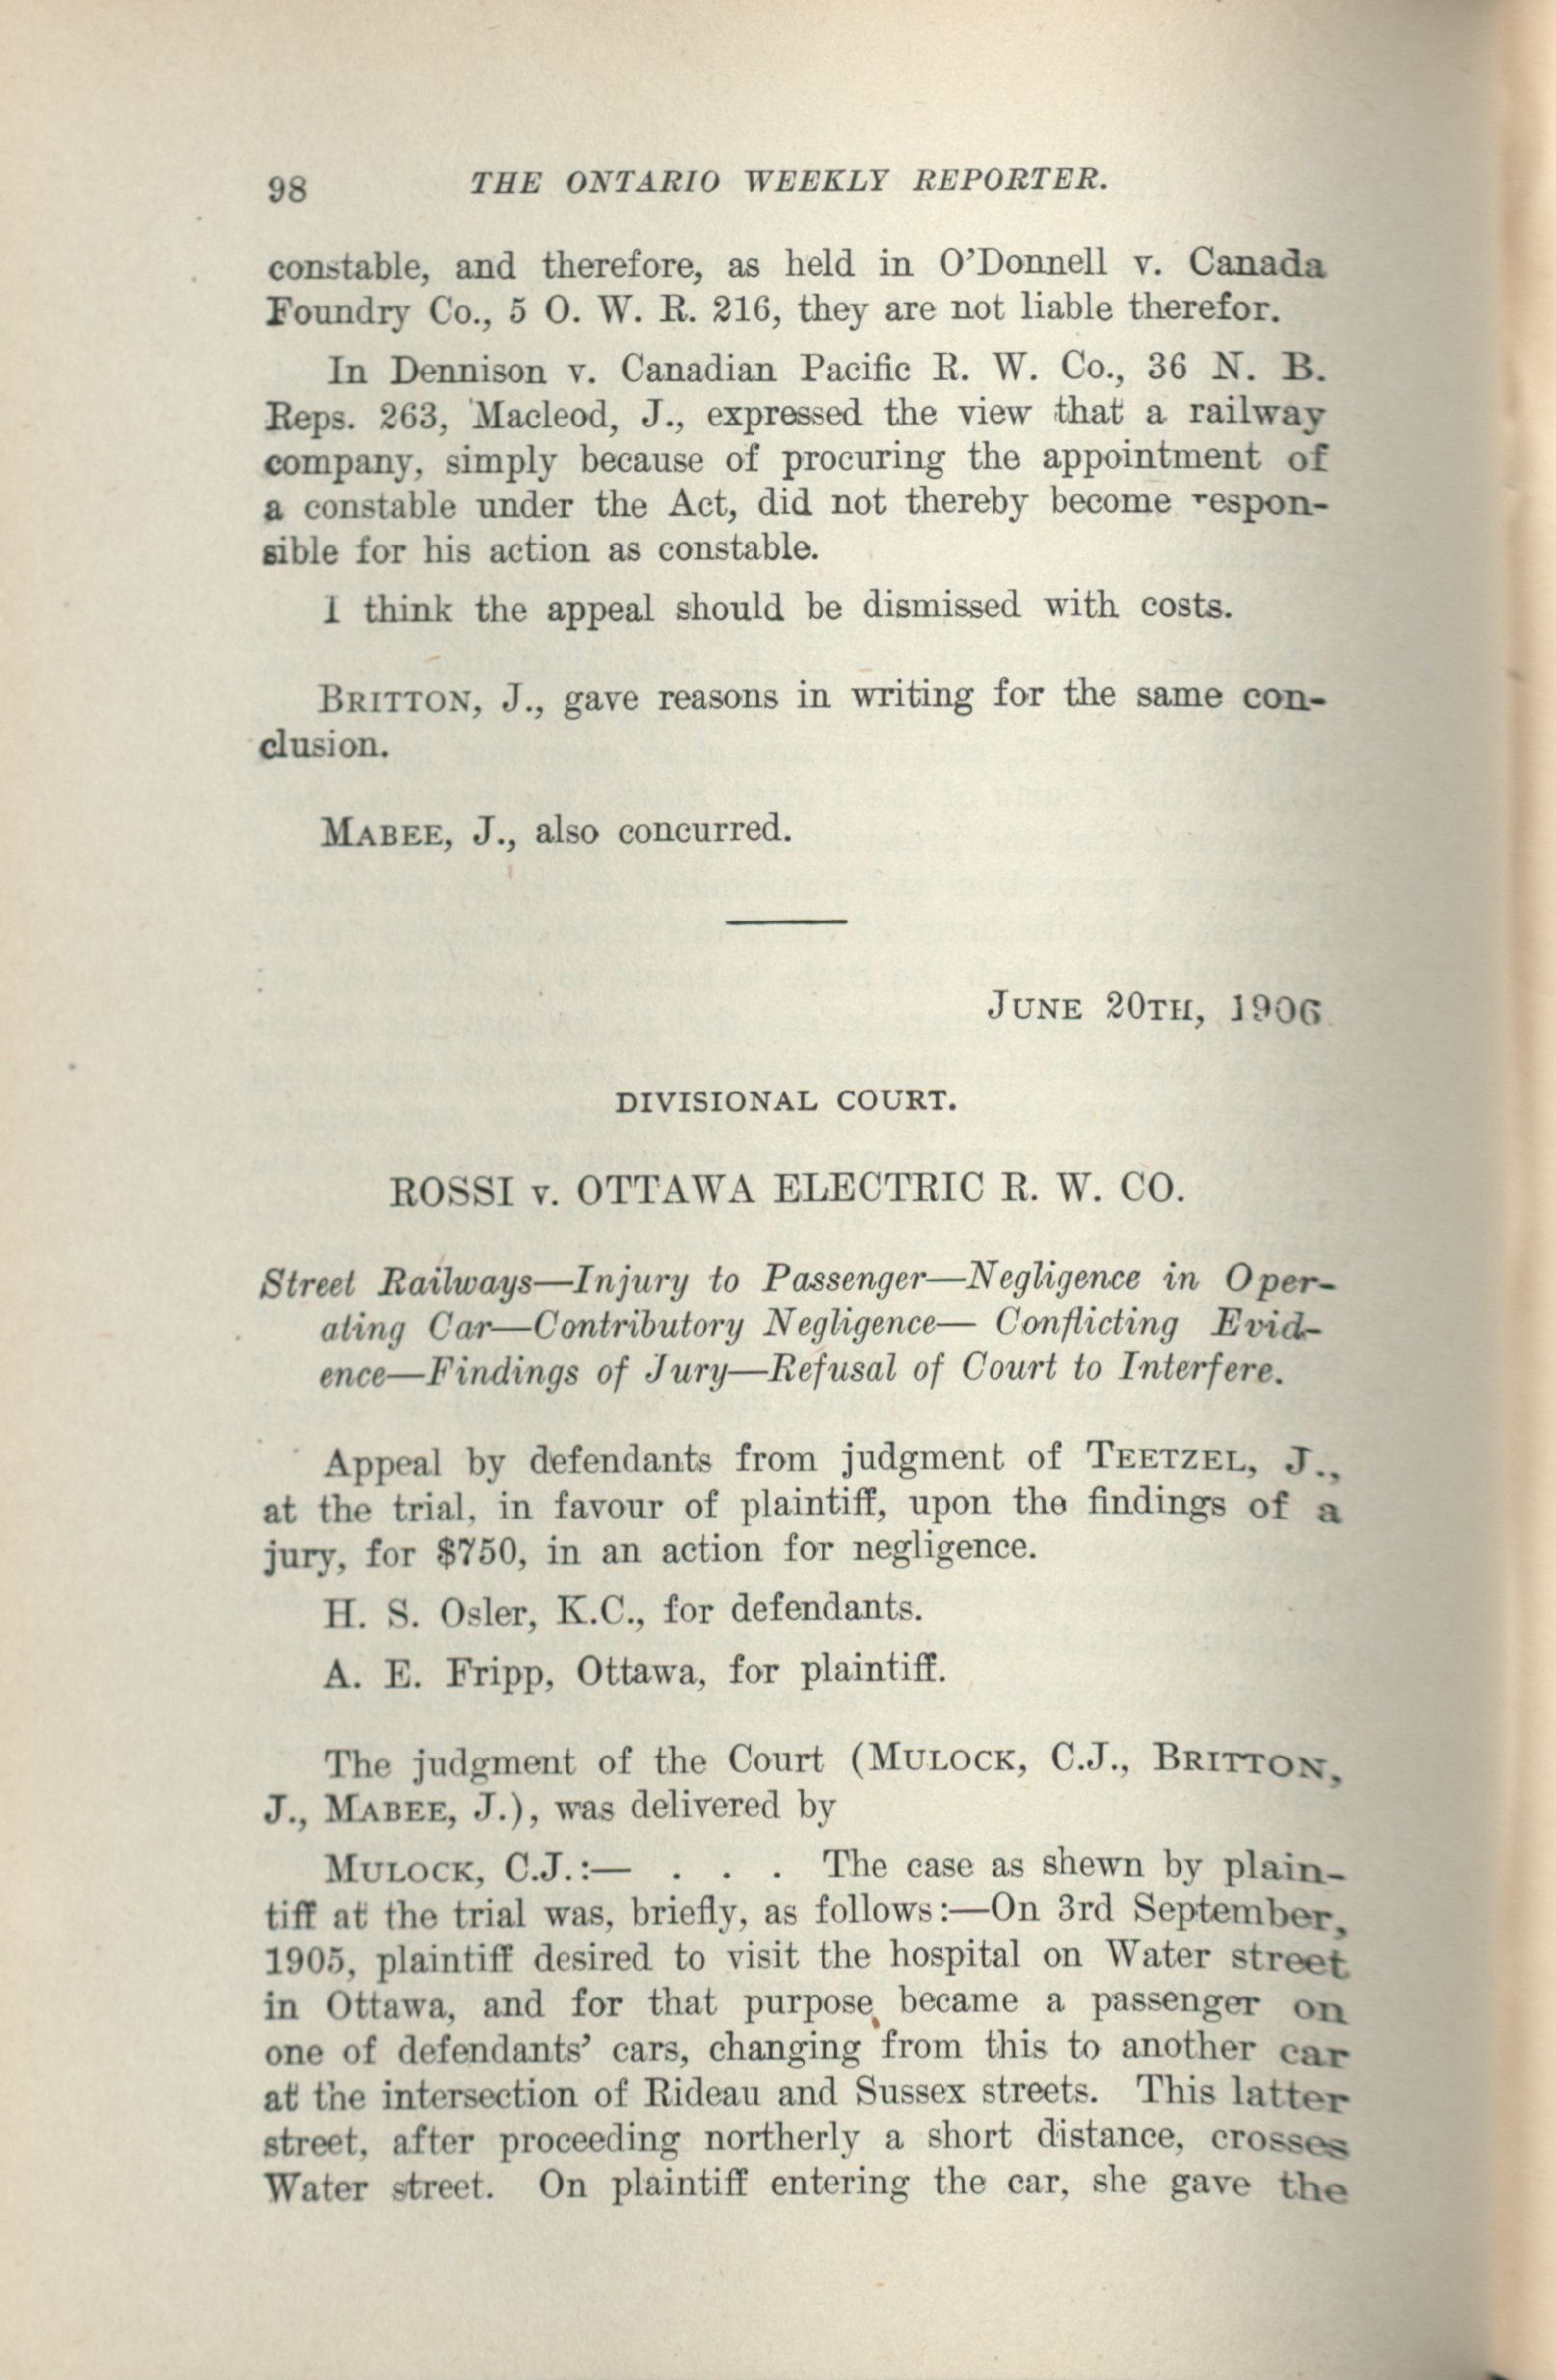 98 THE ONTARIO WEEKLY REPORTER.
constable, and therefore, as held in O'Donnell v. Canada
Foundry Co., 5 O. W. R. 216, they are not liable therefor.
In Dennison v. Canadian Pacific R. W. Co., 36 N. B.
Reps. 263, Macleod, J., expressed the view that a railway
company, simply because of procuring the appointment of
a constable under the Act, did not thereby become respon-
sible for his action as constable.
I think the appeal should be dismissed with costs.
BRITTON, J., gave reasons in writing for the same con-
clusion.
MABEE, J., also concurred.
JUNE 20TH, 1906
DIVISIONAL COURT.
ROSSI v. OTTAWA ELECTRIC R. W. CO.
Street Railways—Injury to Passenger—Negligence in Oper-
ating Car—Contributory Negligence— Conflicting Evid-
ence—Findings of Jury—Refusal of Court to Interfere.
Appeal by defendants from judgment of TEETZEL, J.,
at the trial, in favour of plaintiff, upon the findings of a
jury, for $750, in an action for negligence.
H. S. Osler, K.C., for defendants.
A. E. Fripp, Ottawa, for plaintiff.
The judgment of the Court (MULOCK, C.J., BRITTON,
J., MABEE, J.), was delivered by
MULOCK, C.J.:— . . . The case as shewn by plain-
tiff at the trial was, briefly, as follows:—On 3rd September,
1905, plaintiff desired to visit the hospital on Water street
in Ottawa, and for that purpose became a passenger on
one of defendants' cars, changing from this to another car
at the intersection of Rideau and Sussex streets. This latter
street, after proceeding northerly a short distance, crosses
Water street. On plaintiff entering the car, she gave the